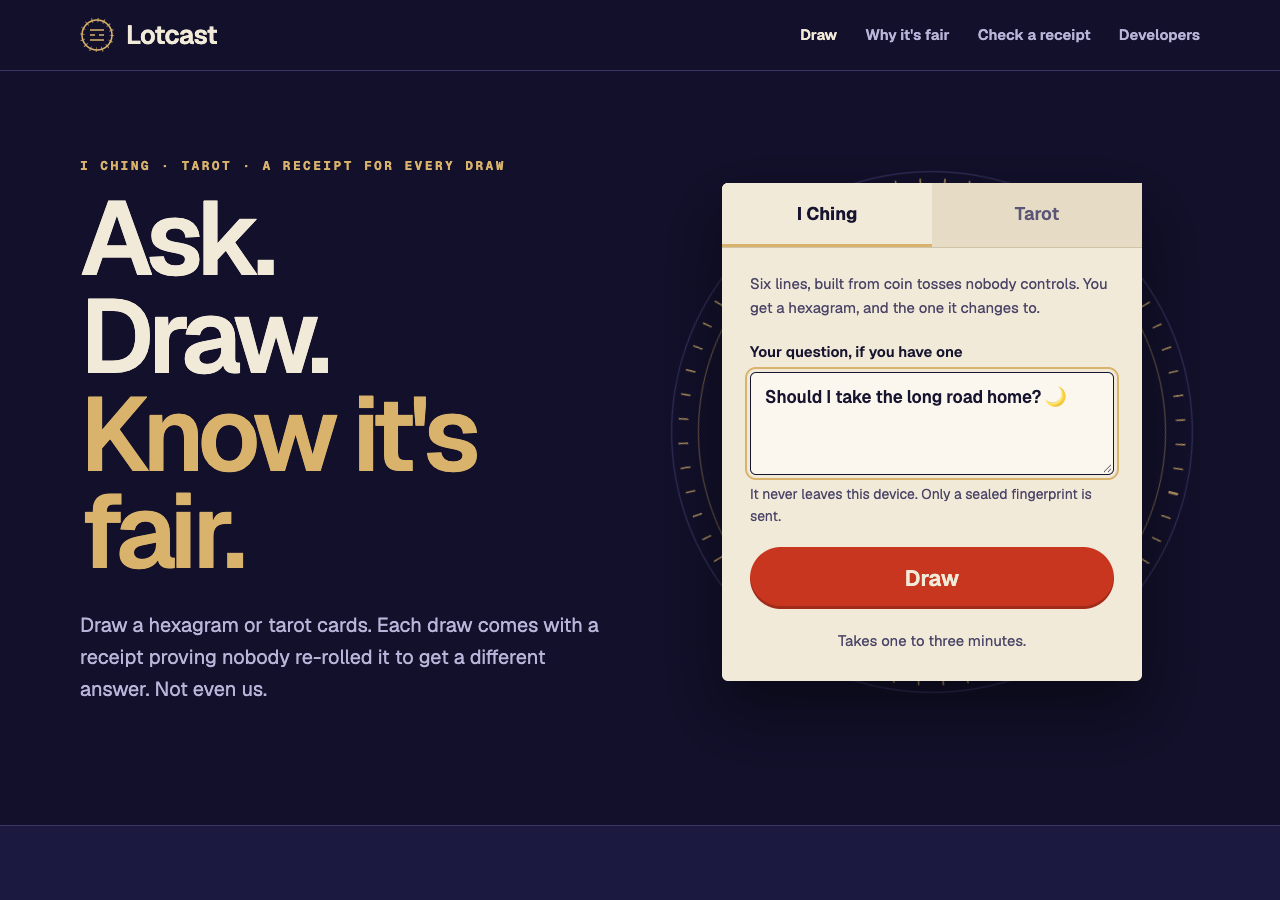 Lotcast
Draw
Why it's fair
Check a receipt
Developers
I CHING · TAROT · A RECEIPT FOR EVERY DRAW
Ask.
Draw.
Know it's
fair.
Draw a hexagram or tarot cards. Each draw comes with a
receipt proving nobody re-rolled it to get a different
answer. Not even us.
I Ching
Tarot
Six lines, built from coin tosses nobody controls. You
get a hexagram, and the one it changes to.
Your question, if you have one
Should I take the long road home? 🌙
It never leaves this device. Only a sealed fingerprint is
sent.
Draw
Takes one to three minutes.